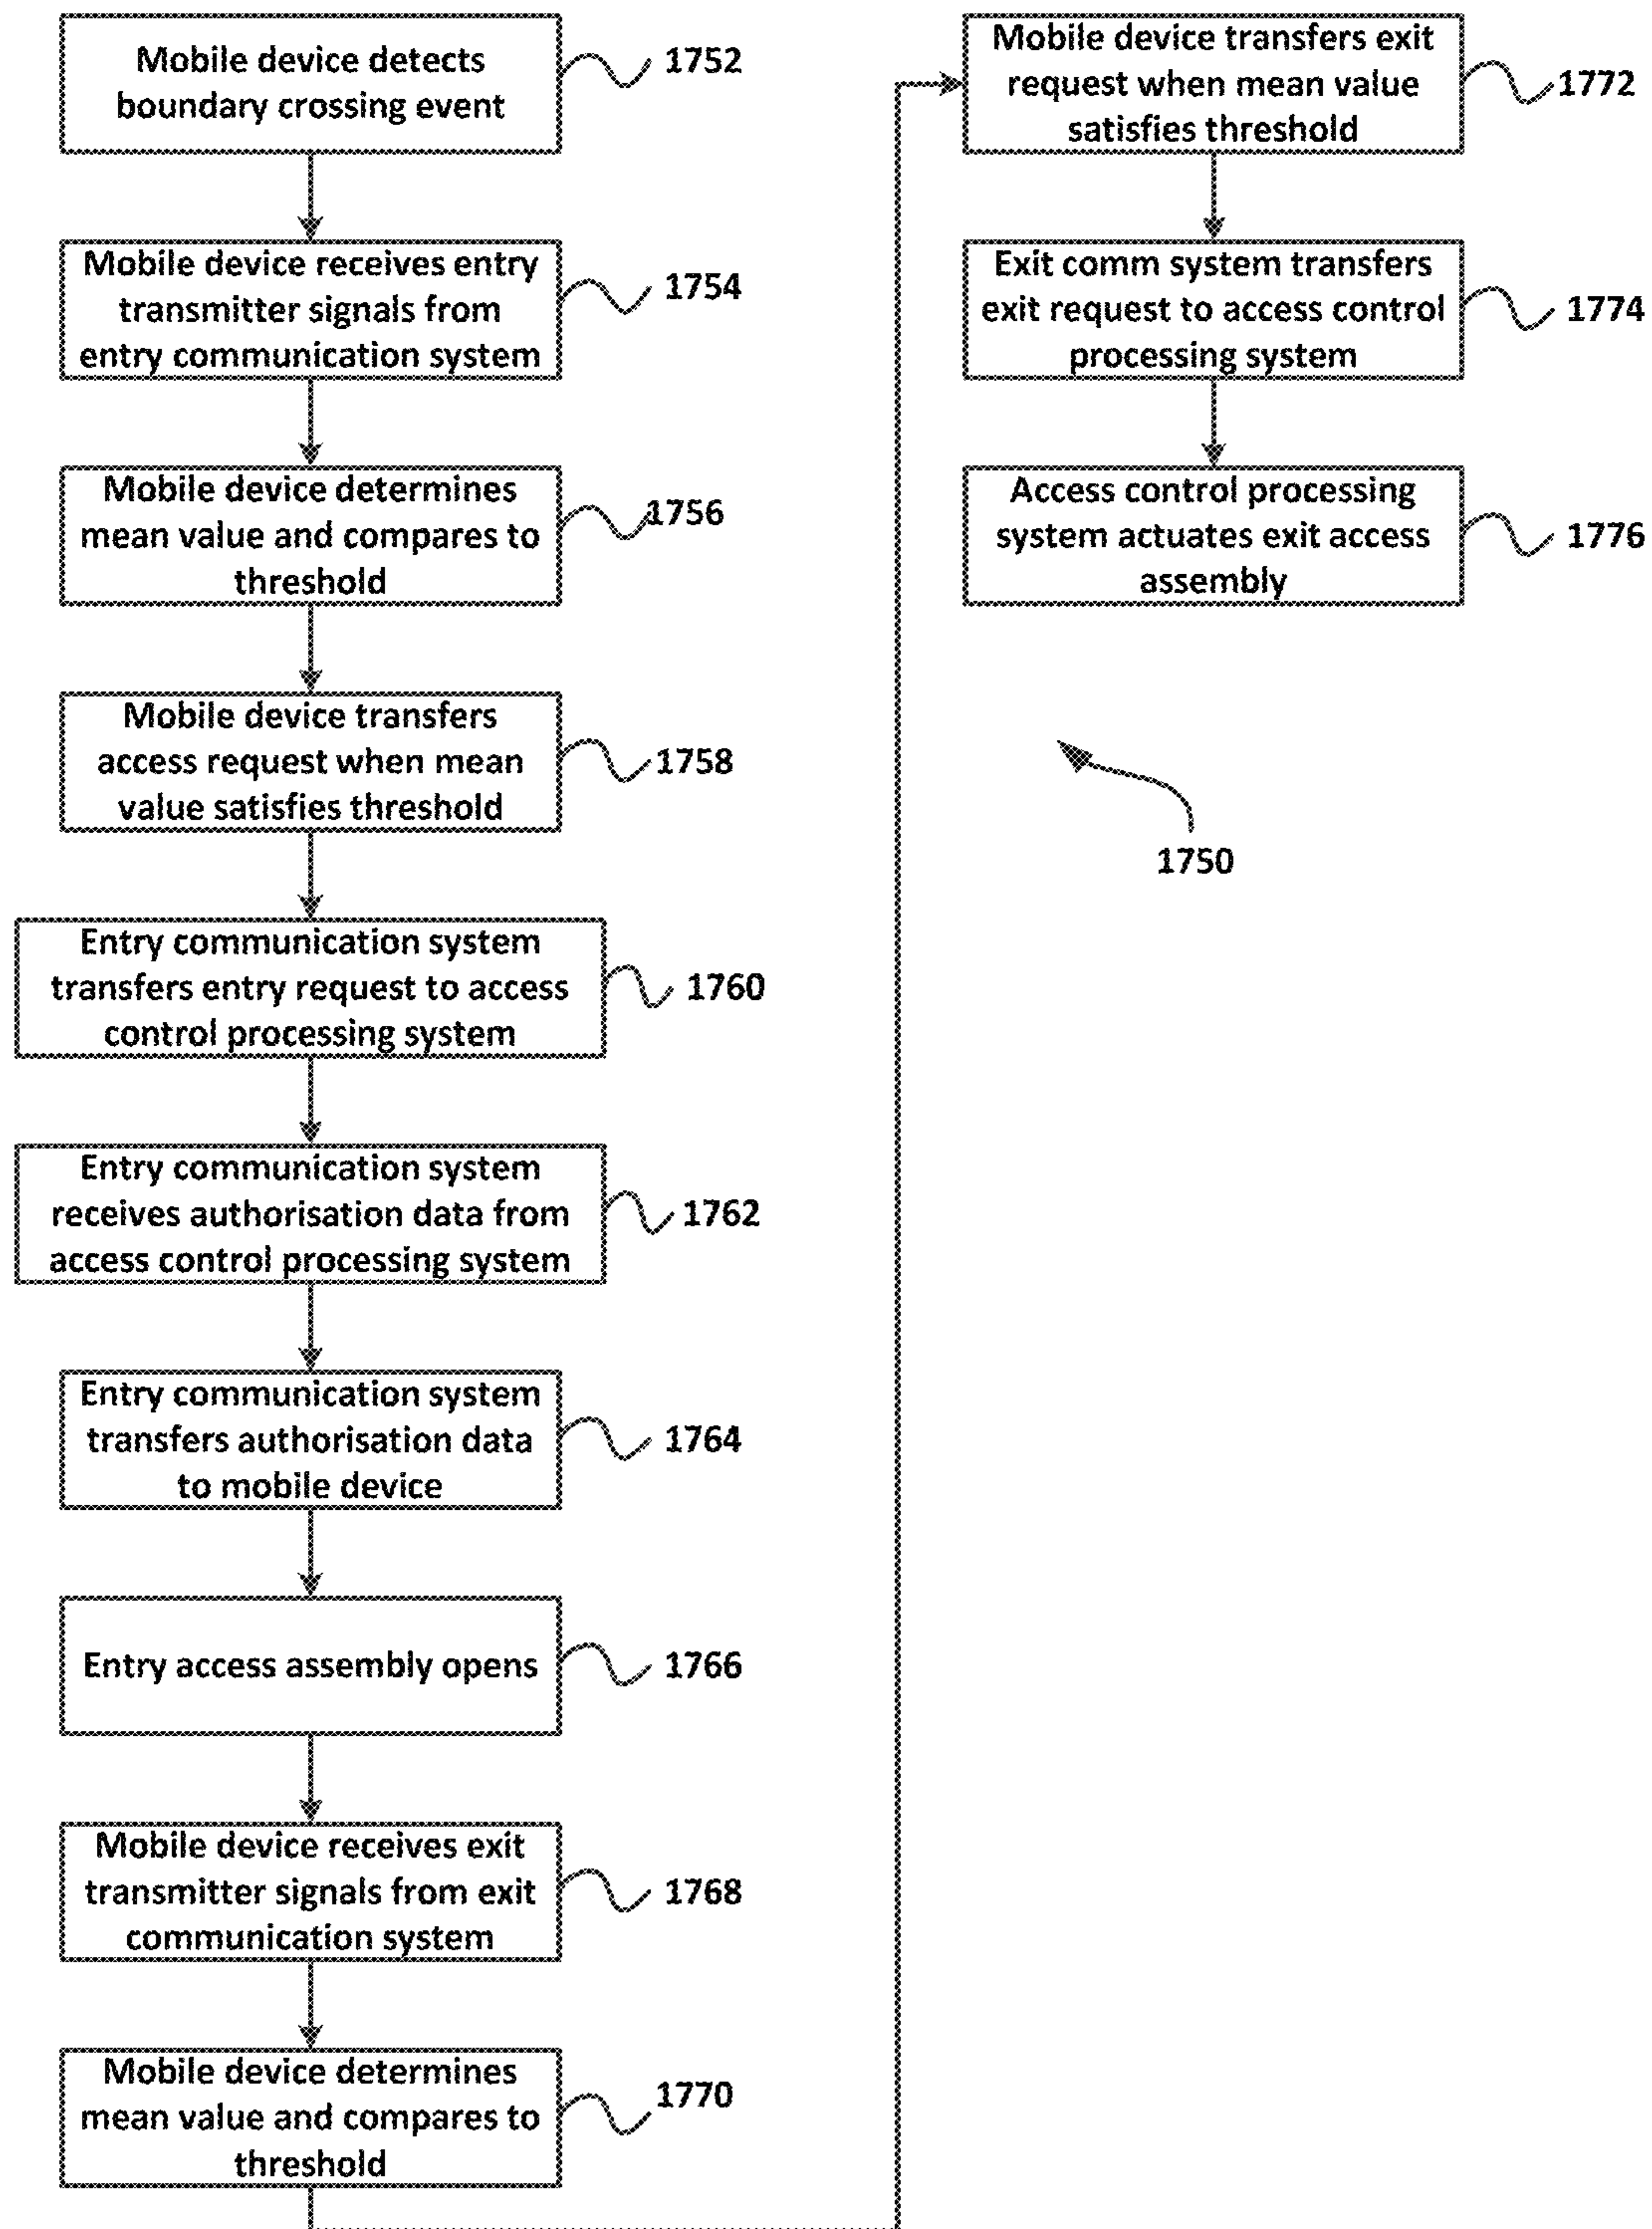 Mobile device detects
boundary crossing event
1752
Mobile device receives entry
transmitter signals from
entry communication system
1754
Mobile device determines
mean value and compares to
threshold
1756
Mobile device transfers
access request when mean
value satisfies threshold
1758
Entry communication system
transfers entry request to access
control processing system
1760
Entry communication system
receives authorisation data from
access control processing system
1762
Entry communication system
transfers authorisation data
to mobile device
1764
Entry access assembly opens
1766
Mobile device receives exit
transmitter signals from exit
communication system
1768
Mobile device determines
mean value and compares to
threshold
1770
Mobile device transfers exit
request when mean value
satisfies threshold
1772
Exit comm system transfers
exit request to access control
processing system
1774
Access control processing
system actuates exit access
assembly
1776
1750